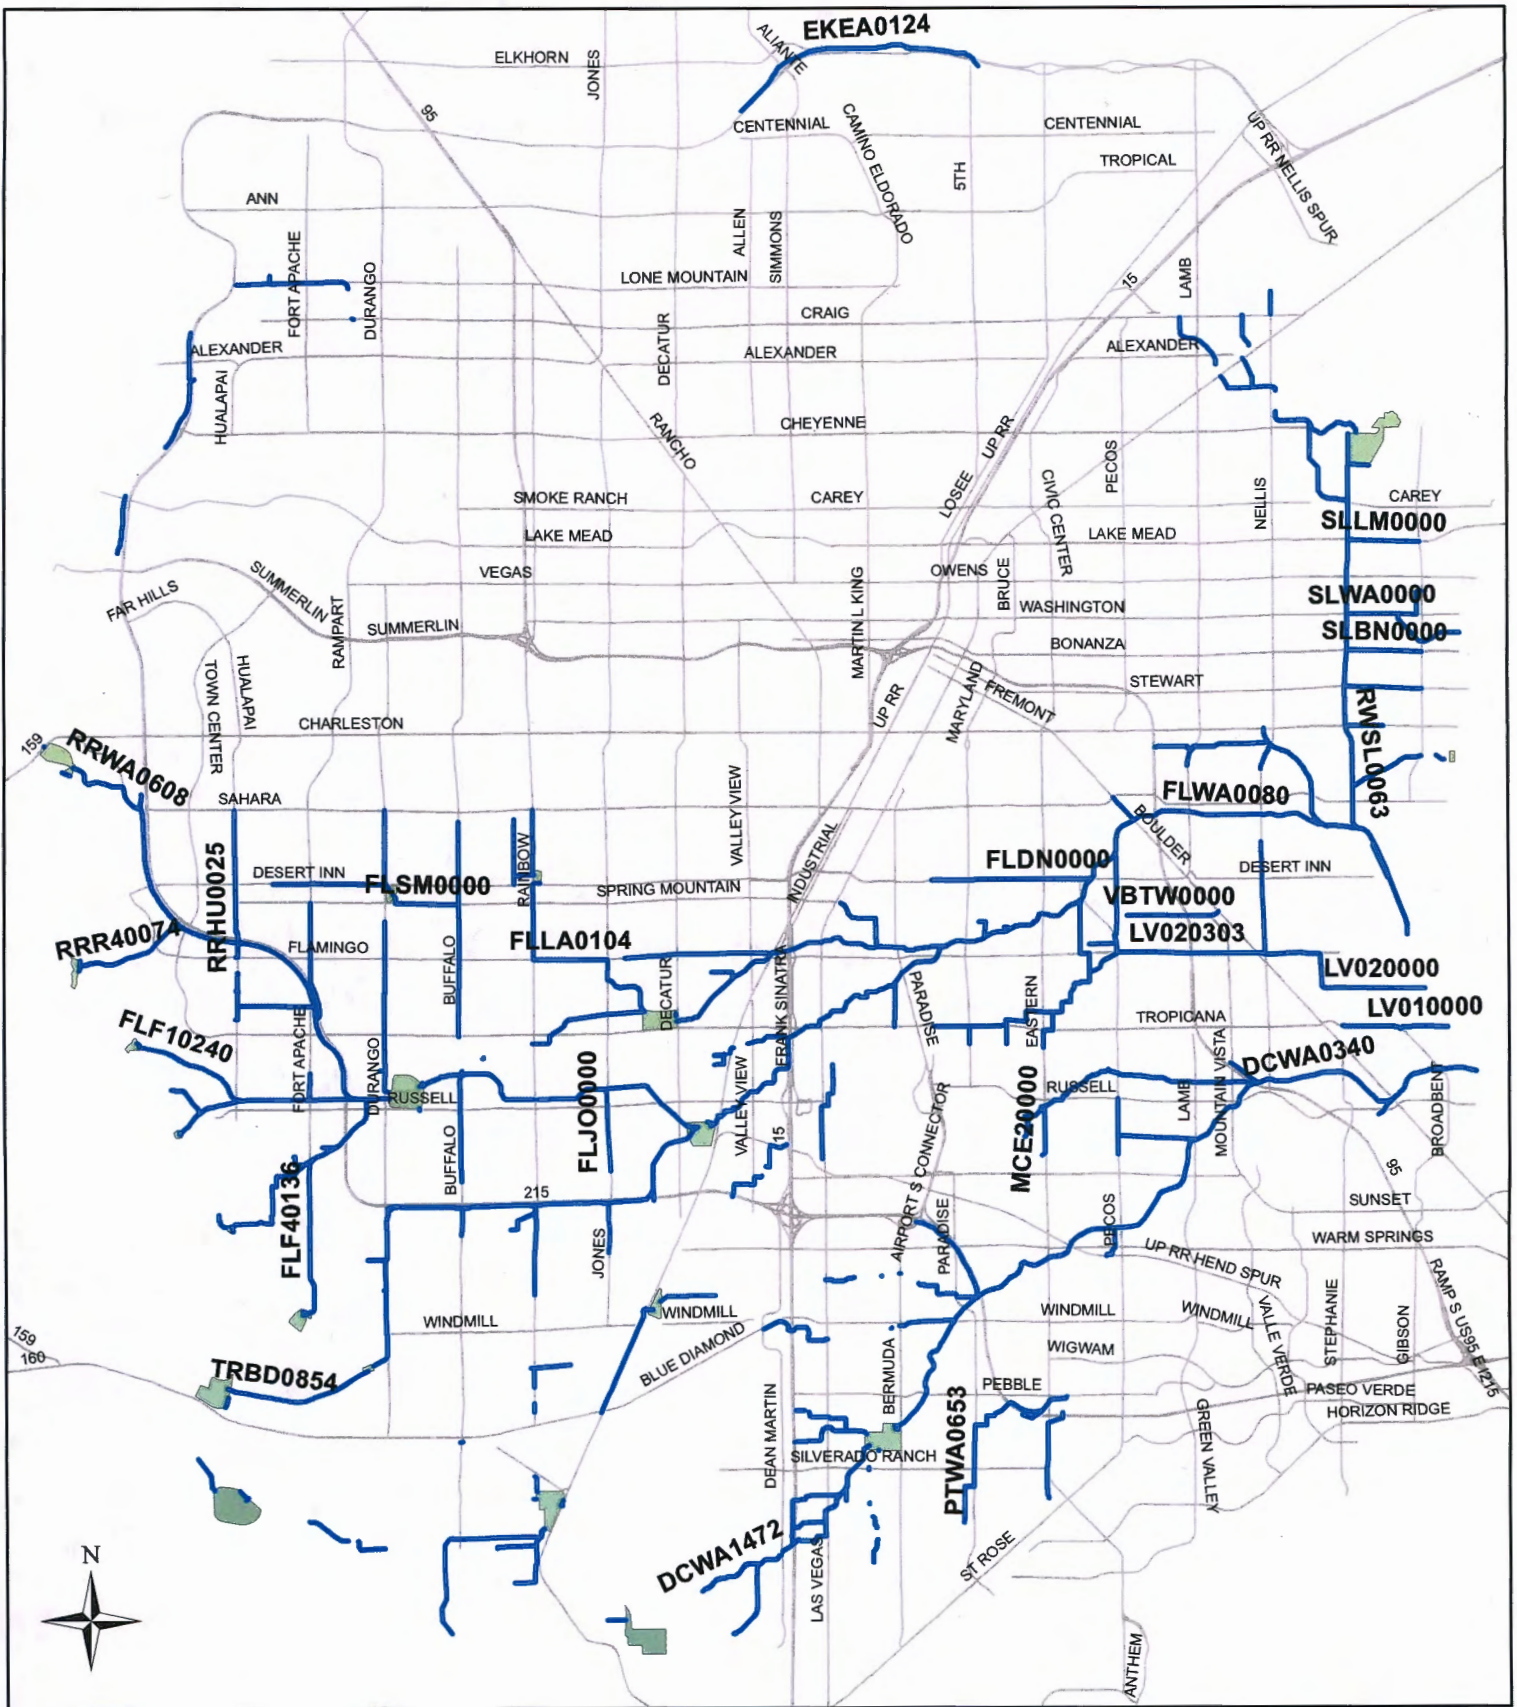 EKEA0124
ALIANTE
ELKHORN
JONES
95
CENTENNIAL
CAMINO ELDORADO
CENTENNIAL
UP RR NELLIS SPUR
TROPICAL
5TH
ANN
ALLEN
SIMMONS
FORT APACHE
DURANGO
LONE MOUNTAIN
LAMB
15
CRAIG
DECATUR
ALEXANDER
ALEXANDER
ALEXANDER
HUALAPAI
CHEYENNE
RANCHO
UP RR
PECOS
LOSEE
CIVIC CENTER
NELLIS
SMOKE RANCH
CAREY
CAREY
SLLM0000
LAKE MEAD
LAKE MEAD
VEGAS
OWENS
BRUCE
FAR HILLS
SUMMERLIN
MARTIN L KING
SLWA0000
WASHINGTON
RAMPART
SUMMERLIN
SLBN0000
BONANZA
TOWN CENTER
HUALAPAI
STEWART
MARYLAND
FREMONT
UP RR
RWSL0063
CHARLESTON
159
RRWA0608
SAHARA
VALLEY VIEW
FLWA0080
BOULDER
INDUSTRIAL
RRHU0025
RAINBOW
DESERT INN
FLSM0000
SPRING MOUNTAIN
FLDN0000
DESERT INN
VBTW0000
RRR40074
FLAMINGO
BUFFALO
FLLA0104
LV020303
DECATUR
FRANK SINATRA
LV020000
PARADISE
EASTERN
LV010000
FLF10240
FORT APACHE
DURANGO
TROPICANA
MOUNTAIN VISTA
DCWA0340
RUSSELL
FLJO0000
VALLEY VIEW
AIRPORT S CONNECTOR
MCE20000
RUSSELL
LAMB
BROADBENT
BUFFALO
15
95
FLF40136
215
SUNSET
JONES
PARADISE
PECOS
WARM SPRINGS
UP RR HEND SPUR
RAMP S US95 E I215
WINDMILL
WINDMILL
WINDMILL
WINDMILL
VALLE VERDE
STEPHANIE
GIBSON
159
160
BLUE DIAMOND
BERMUDA
WIGWAM
TRBD0854
PEBBLE
PASEO VERDE
HORIZON RIDGE
DEAN MARTIN
PTWA0653
GREEN VALLEY
SILVERADO RANCH
DCWA1472
LAS VEGAS
ST ROSE
N
ANTHEM